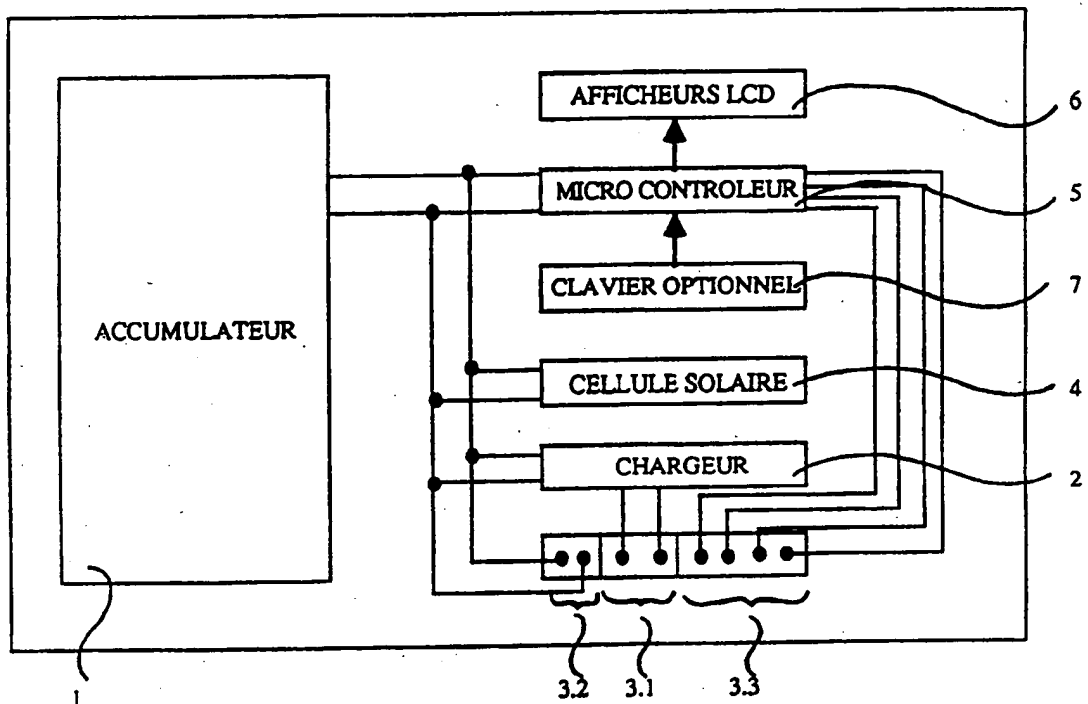 AFFICHEURS LCD
6
MICRO CONTROLEUR
5
CLAVIER OPTIONNEL
7
ACCUMULATEUR
CELLULE SOLAIRE
4
CHARGEUR
2
1
3.2
3.1
3.3